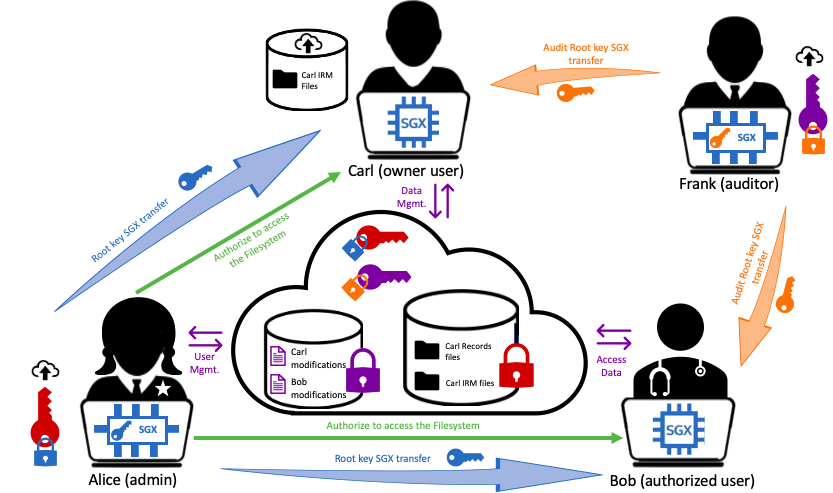 Carl IRM
Files
SGX
Carl (owner user)
Audit Root key SGX
transfer
SGX
Frank (auditor)
Root key SGX transfer
Authorize to access
the Filesystem
Data
Mgmt.
Audit Root key SGX
transfer
User
Mgmt.
Carl
modifications
Bob
modifications
Carl Records
files
Carl IRM files
Access
Data
SGX
Alice (admin)
Authorize to access the Filesystem
Root key SGX transfer
SGX
Bob (authorized user)